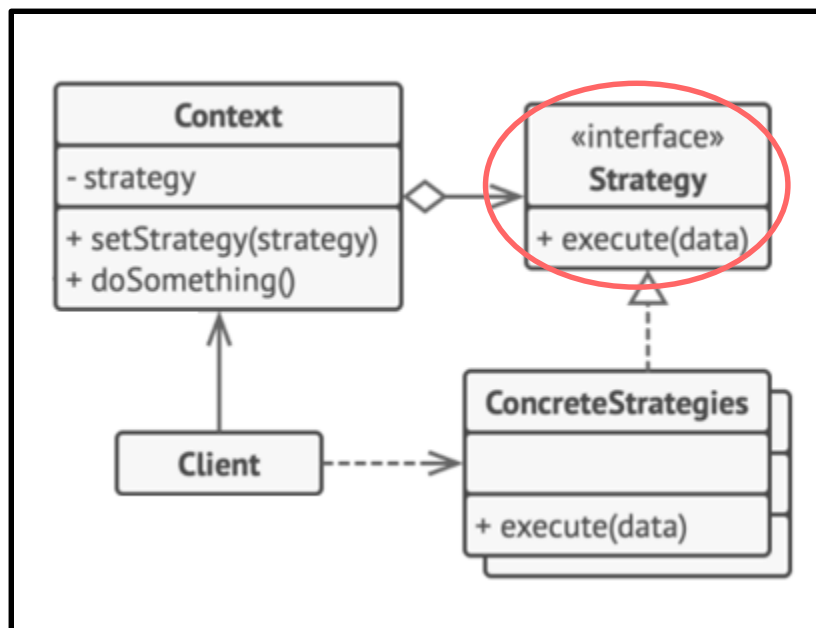 Context
- strategy
+ setStrategy(strategy)
+ doSomething()
«interface»
Strategy
+ execute(data)
Client
ConcreteStrategies
+ execute(data)